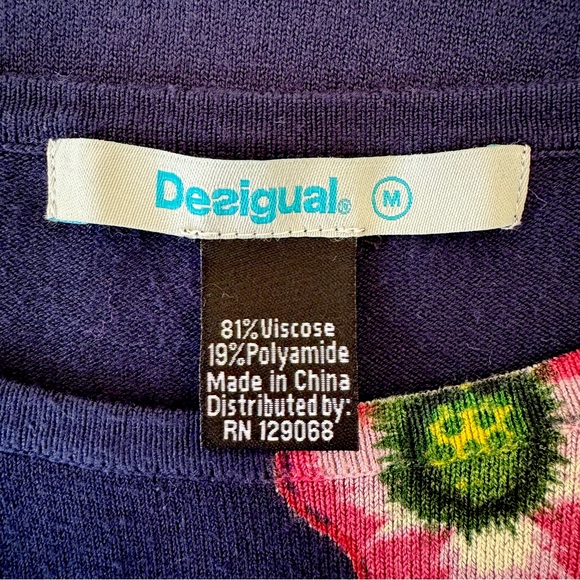 Desigual® M
81%Viscose
19%Polyamide
Made in China
Distributed by:
RN 129068